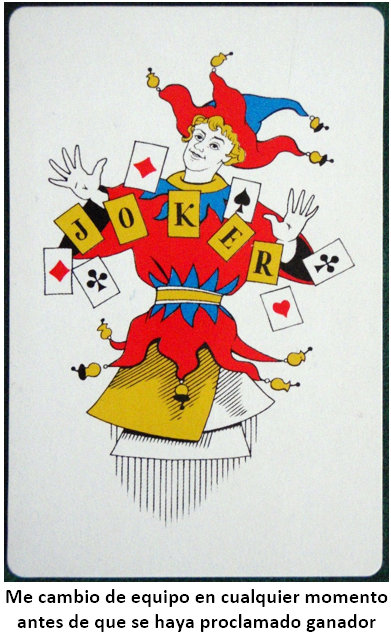 JOKER
Me cambio de equipo en cualquier momento
antes de que se haya proclamado ganador